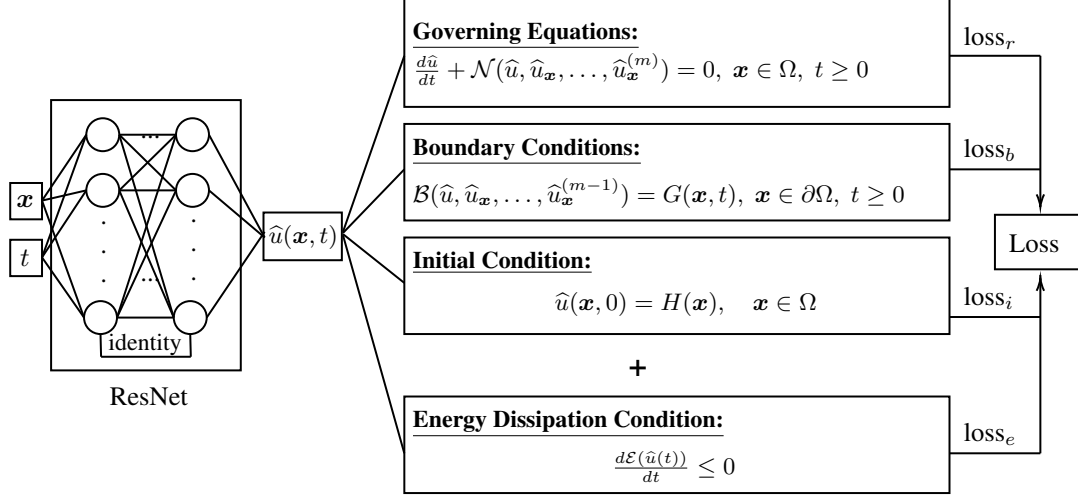 x
t
...
...
identity
ResNet
û(x, t)
Governing Equations:
dû/dt + 𝒩(û, û_x, . . . , û_x^(m)) = 0, x ∈ Ω, t ≥ 0
Boundary Conditions:
ℬ(û, û_x, . . . , û_x^(m−1)) = G(x, t), x ∈ ∂Ω, t ≥ 0
Initial Condition:
û(x, 0) = H(x), x ∈ Ω
+
Energy Dissipation Condition:
dℰ(û(t))/dt ≤ 0
loss_r
loss_b
Loss
loss_i
loss_e